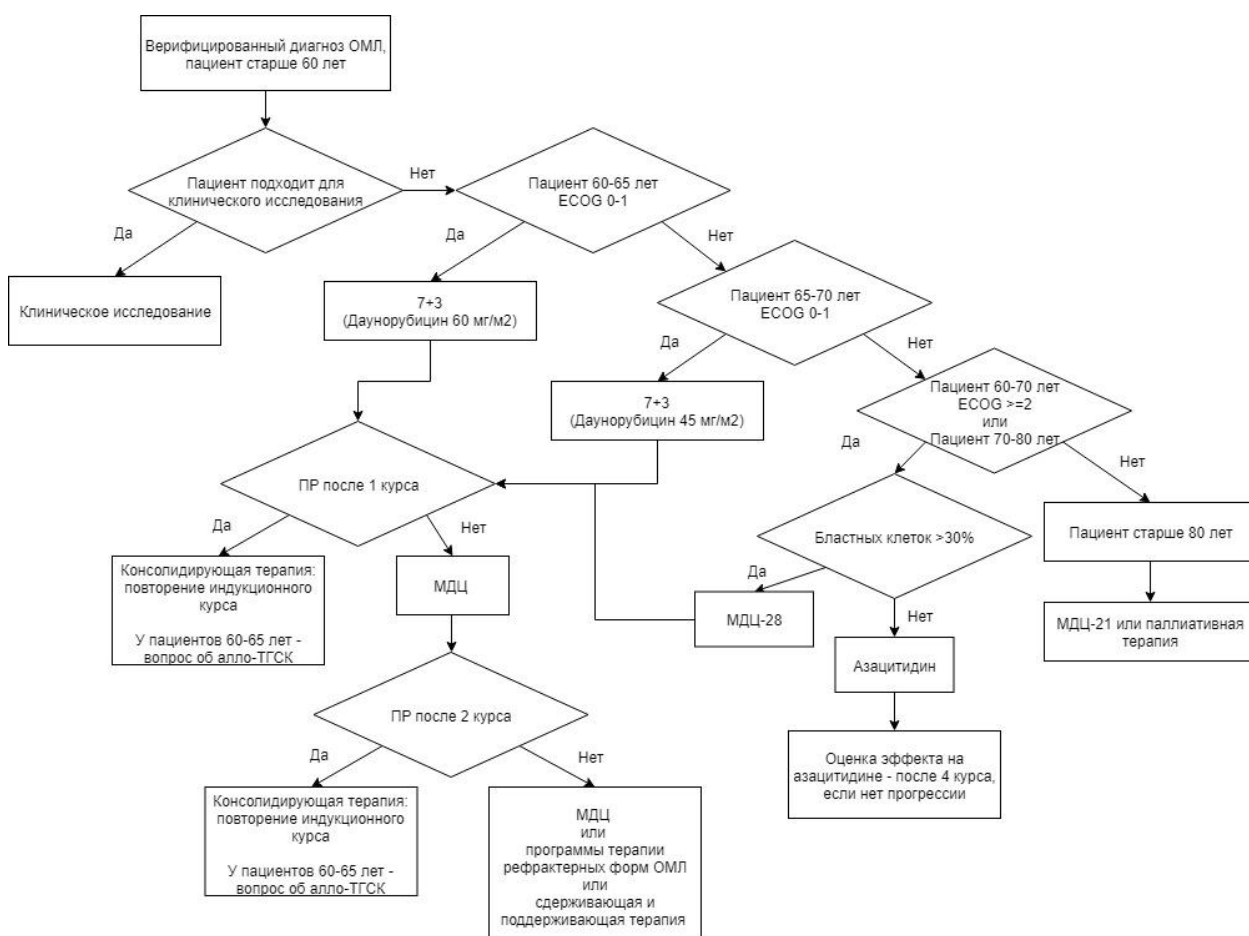 Верифицированный диагноз ОМЛ,
пациент старше 60 лет
Пациент подходит для
клинического исследования
Нет
Да
Клиническое исследование
Пациент 60-65 лет
ECOG 0-1
Да
Нет
7+3
(Даунорубицин 60 мг/м2)
Пациент 65-70 лет
ECOG 0-1
Да
Нет
7+3
(Даунорубицин 45 мг/м2)
Пациент 60-70 лет
ECOG >=2
или
Пациент 70-80 лет
Да
Нет
ПР после 1 курса
Да
Нет
Консолидирующая терапия:
повторение индукционного
курса
У пациентов 60-65 лет -
вопрос об алло-ТГСК
МДЦ
Бластных клеток >30%
Да
Нет
МДЦ-28
Азацитидин
Оценка эффекта на
азацитидине - после 4 курса,
если нет прогрессии
Пациент старше 80 лет
МДЦ-21 или паллиативная
терапия
ПР после 2 курса
Да
Нет
Консолидирующая терапия:
повторение индукционного
курса
У пациентов 60-65 лет -
вопрос об алло-ТГСК
МДЦ
или
программы терапии
рефрактерных форм ОМЛ
или
сдерживающая и
поддерживающая терапия